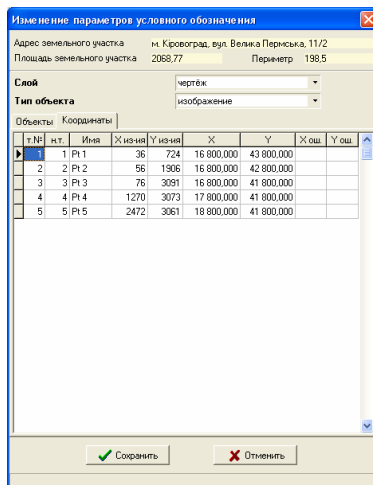 Изменение параметров условного обозначения
Адрес земельного участка м. Кіровоград, вул. Велика Пермська, 11/2
Площадь земельного участка 2068,77 Периметр 198,5
Слой чертёж
Тип объекта изображение
Объекты Координаты
т.№ н.т. Имя X из-ия Y из-ия X Y X ош. Y ош.
1 1 Pt 1 36 724 16 800,000 43 800,000
2 2 Pt 2 56 1906 16 800,000 42 800,000
3 3 Pt 3 76 3091 16 800,000 41 800,000
4 4 Pt 4 1270 3073 17 800,000 41 800,000
5 5 Pt 5 2472 3061 18 800,000 41 800,000
Сохранить Отменить